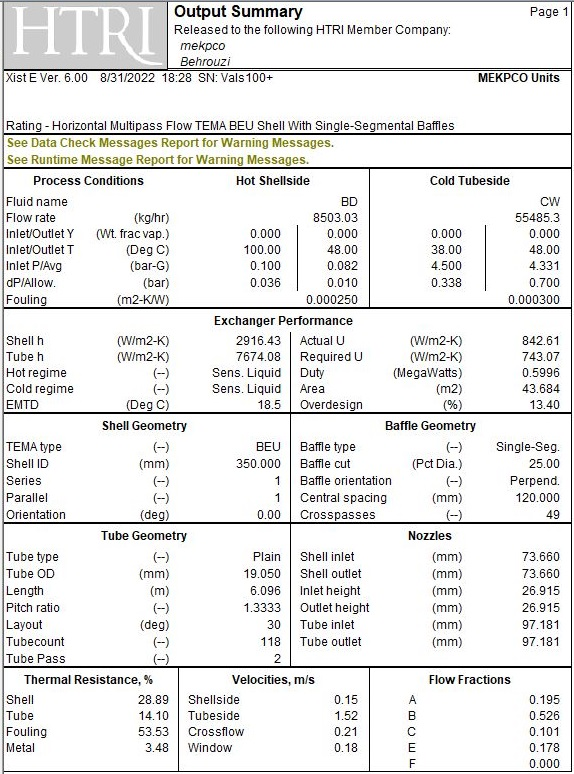 HTRI
Output Summary Page 1
Released to the following HTRI Member Company:
mekpco
Behrouzi
Xist E Ver. 6.00 8/31/2022 18:28 SN: Vals100+ MEKPCO Units
Rating - Horizontal Multipass Flow TEMA BEU Shell With Single-Segmental Baffles
See Data Check Messages Report for Warning Messages.
See Runtime Message Report for Warning Messages.
Process Conditions Hot Shellside Cold Tubeside
Fluid name BD CW
Flow rate (kg/hr) 8503.03 55485.3
Inlet/Outlet Y (Wt. frac vap.) 0.000 0.000 0.000 0.000
Inlet/Outlet T (Deg C) 100.00 48.00 38.00 48.00
Inlet P/Avg (bar-G) 0.100 0.082 4.500 4.331
dP/Allow. (bar) 0.036 0.010 0.338 0.700
Fouling (m2-K/W) 0.000250 0.000300
Exchanger Performance
Shell h (W/m2-K) 2916.43 Actual U (W/m2-K) 842.61
Tube h (W/m2-K) 7674.08 Required U (W/m2-K) 743.07
Hot regime (--) Sens. Liquid Duty (MegaWatts) 0.5996
Cold regime (--) Sens. Liquid Area (m2) 43.684
EMTD (Deg C) 18.5 Overdesign (%) 13.40
Shell Geometry Baffle Geometry
TEMA type (--) BEU Baffle type (--) Single-Seg.
Shell ID (mm) 350.000 Baffle cut (Pct Dia.) 25.00
Series (--) 1 Baffle orientation (--) Perpend.
Parallel (--) 1 Central spacing (mm) 120.000
Orientation (deg) 0.00 Crosspasses (--) 49
Tube Geometry Nozzles
Tube type (--) Plain Shell inlet (mm) 73.660
Tube OD (mm) 19.050 Shell outlet (mm) 73.660
Length (m) 6.096 Inlet height (mm) 26.915
Pitch ratio (--) 1.3333 Outlet height (mm) 26.915
Layout (deg) 30 Tube inlet (mm) 97.181
Tubecount (--) 118 Tube outlet (mm) 97.181
Tube Pass (--) 2
Thermal Resistance, % Velocities, m/s Flow Fractions
Shell 28.89 Shellside 0.15 A 0.195
Tube 14.10 Tubeside 1.52 B 0.526
Fouling 53.53 Crossflow 0.21 C 0.101
Metal 3.48 Window 0.18 E 0.178
F 0.000